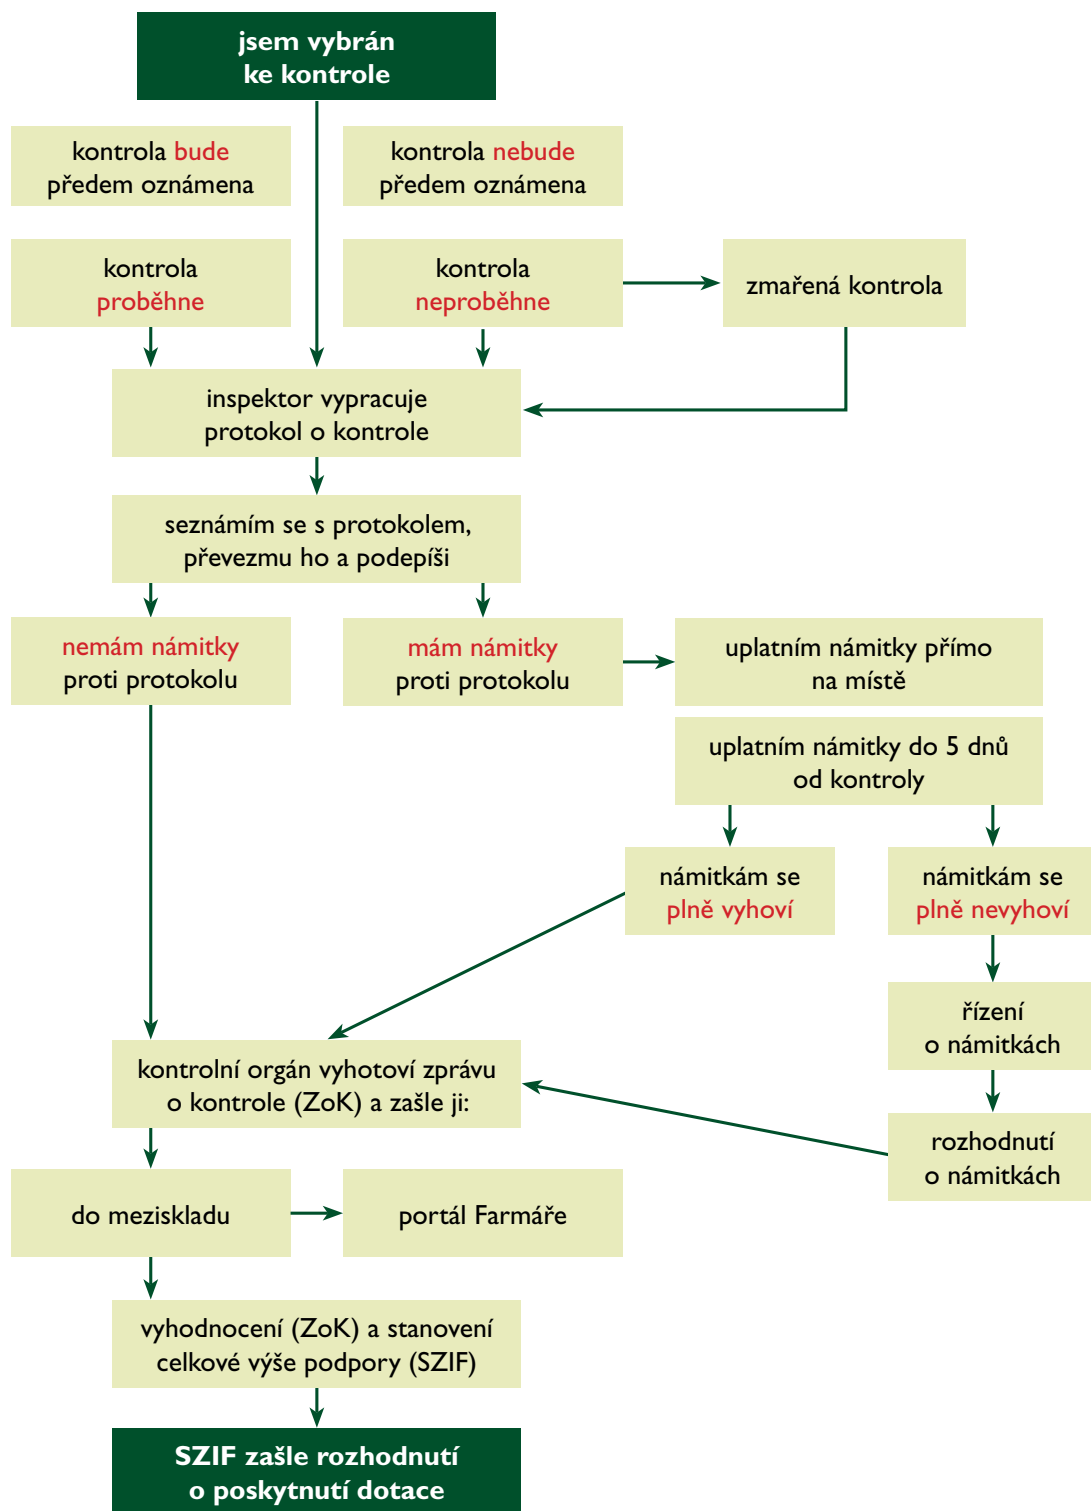 jsem vybrán
ke kontrole
kontrola bude
předem oznámena
kontrola nebude
předem oznámena
kontrola
proběhne
kontrola
neproběhne
zmařená kontrola
inspektor vypracuje
protokol o kontrole
seznámím se s protokolem,
převezmu ho a podepíši
nemám námitky
proti protokolu
mám námitky
proti protokolu
uplatním námitky přímo
na místě
uplatním námitky do 5 dnů
od kontroly
námitkám se
plně vyhoví
námitkám se
plně nevyhoví
řízení
o námitkách
kontrolní orgán vyhotoví zprávu
o kontrole (ZoK) a zašle ji:
rozhodnutí
o námitkách
do meziskladu
portál Farmáře
vyhodnocení (ZoK) a stanovení
celkové výše podpory (SZIF)
SZIF zašle rozhodnutí
o poskytnutí dotace